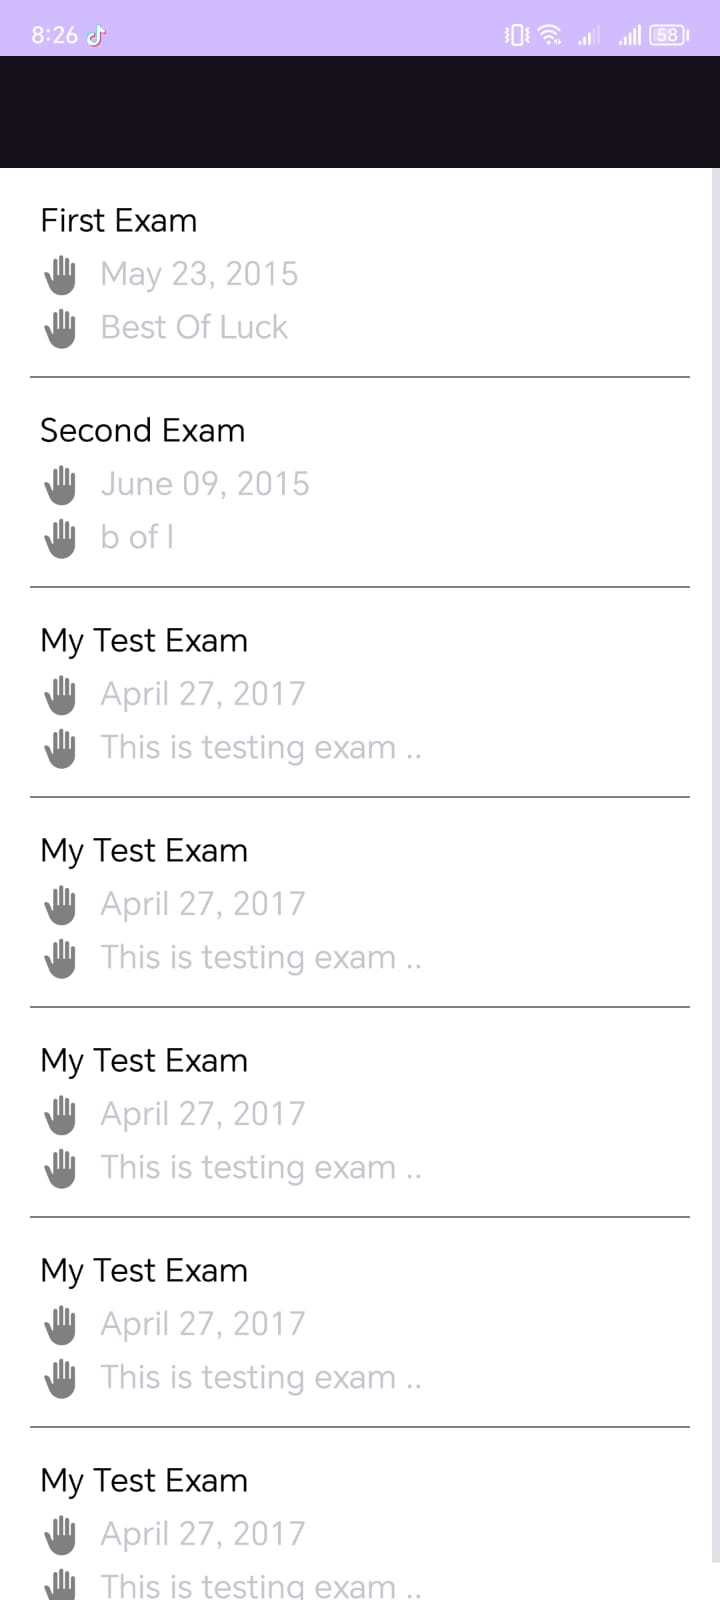 8:26
58
First Exam
May 23, 2015
Best Of Luck
Second Exam
June 09, 2015
b of l
My Test Exam
April 27, 2017
This is testing exam ..
My Test Exam
April 27, 2017
This is testing exam ..
My Test Exam
April 27, 2017
This is testing exam ..
My Test Exam
April 27, 2017
This is testing exam ..
My Test Exam
April 27, 2017
This is testing exam ..